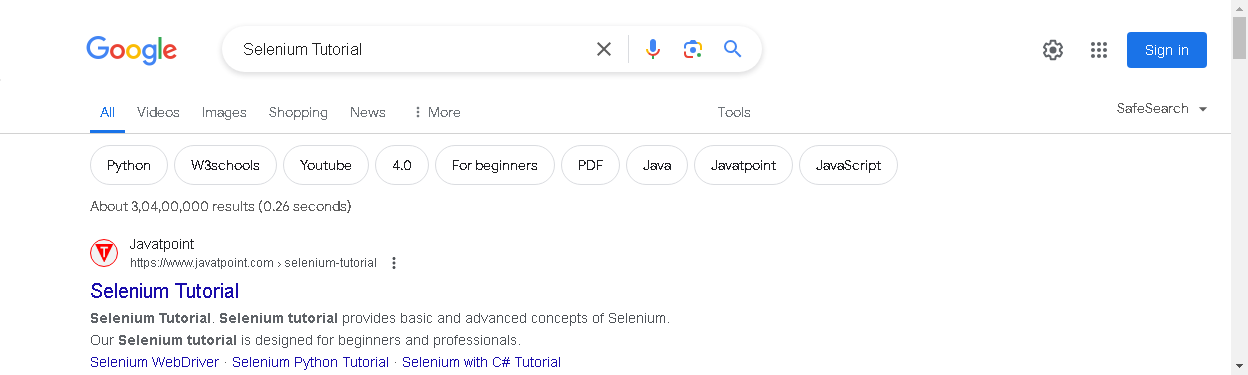 Google
Selenium Tutorial
Sign in
All Videos Images Shopping News More Tools SafeSearch
Python W3schools Youtube 4.0 For beginners PDF Java Javatpoint JavaScript
About 3,04,00,000 results (0.26 seconds)
T
Javatpoint
https://www.javatpoint.com › selenium-tutorial
Selenium Tutorial
Selenium Tutorial. Selenium tutorial provides basic and advanced concepts of Selenium.
Our Selenium tutorial is designed for beginners and professionals.
Selenium WebDriver · Selenium Python Tutorial · Selenium with C# Tutorial